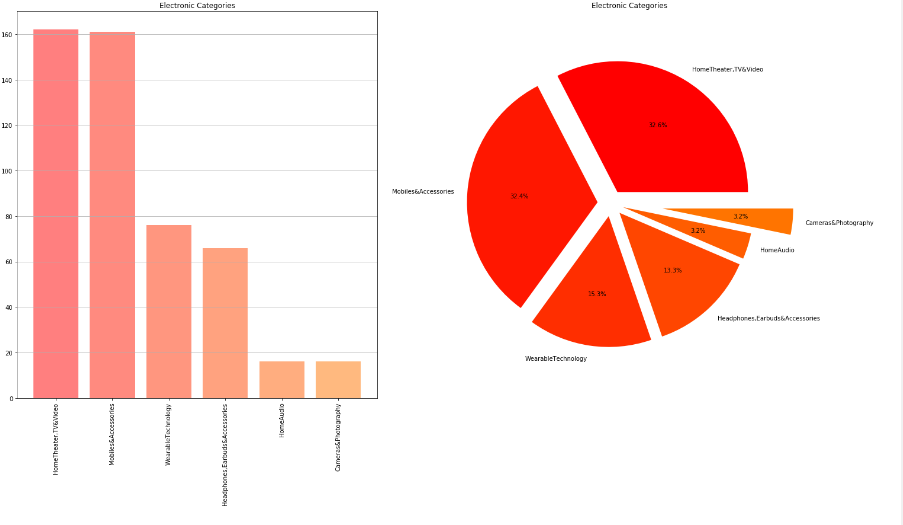 Electronic Categories
160
140
120
100
80
60
40
20
0
HomeTheater,TV&Video
Mobiles&Accessories
WearableTechnology
Headphones,Earbuds&Accessories
HomeAudio
Cameras&Photography
Electronic Categories
HomeTheater,TV&Video
32.6%
Mobiles&Accessories
32.4%
WearableTechnology
15.3%
Headphones,Earbuds&Accessories
13.3%
HomeAudio
3.2%
Cameras&Photography
3.2%